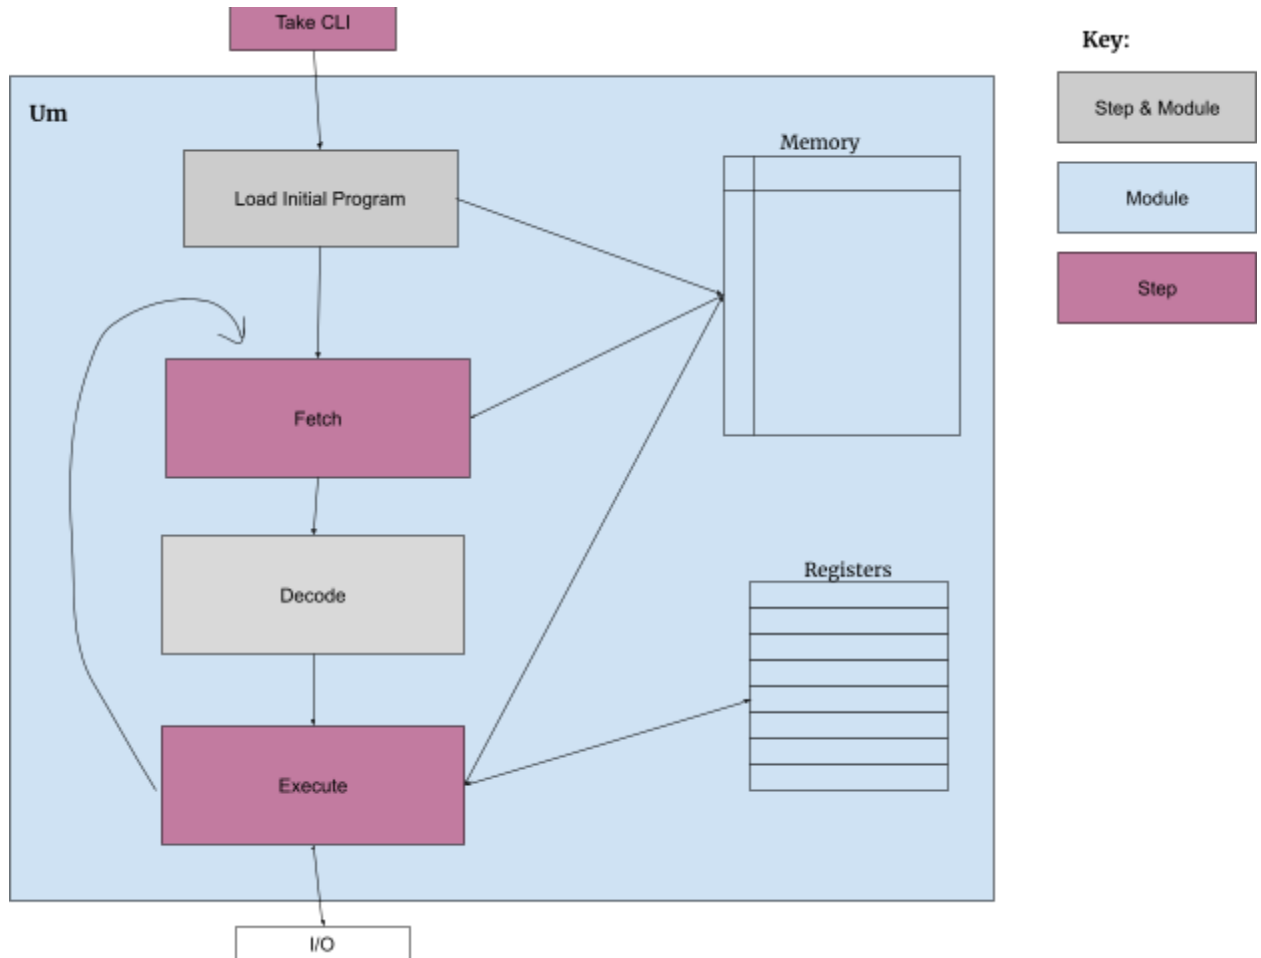 Take CLI
Key:
Step & Module
Um
Memory
Load Initial Program
Module
Step
Fetch
Registers
Decode
Execute
I/O